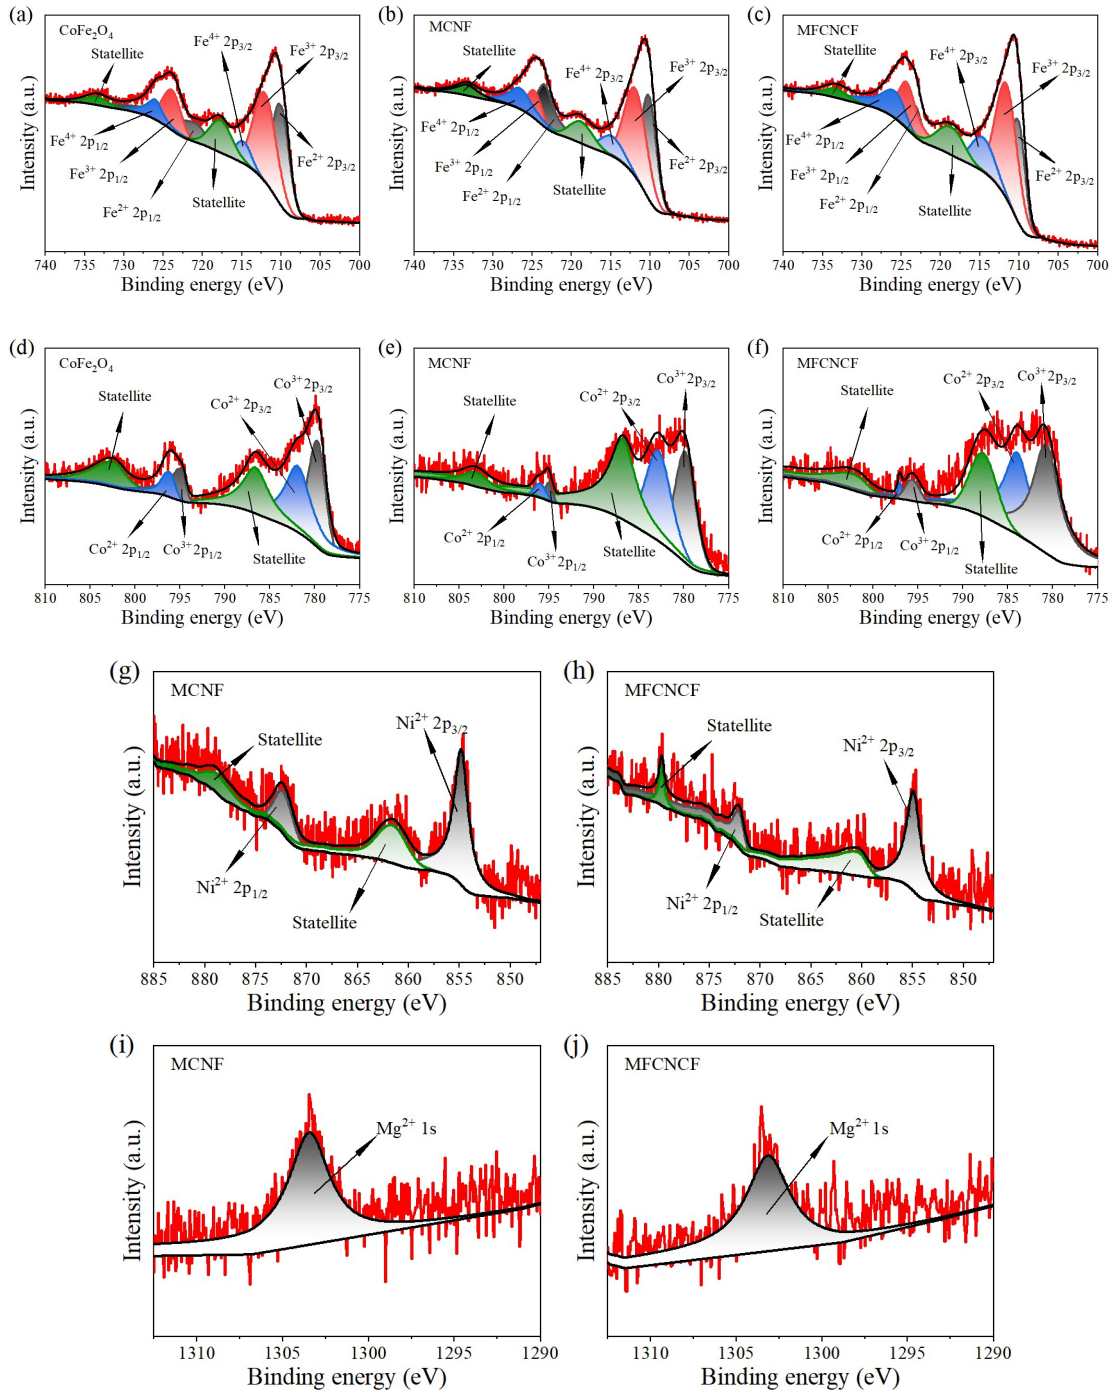 (a)
CoFe₂O₄
Statellite
Fe⁴⁺ 2p₃/₂
Fe³⁺ 2p₃/₂
Fe⁴⁺ 2p₁/₂
Fe³⁺ 2p₁/₂
Fe²⁺ 2p₁/₂
Statellite
Fe²⁺ 2p₃/₂
Intensity (a.u.)
740 730 725 720 715 710 705 700
Binding energy (eV)
(b)
MCNF
Statellite
Fe⁴⁺ 2p₃/₂
Fe³⁺ 2p₃/₂
Fe⁴⁺ 2p₁/₂
Fe³⁺ 2p₁/₂
Fe²⁺ 2p₁/₂
Statellite
Fe²⁺ 2p₃/₂
Intensity (a.u.)
740 730 725 720 715 710 705 700
Binding energy (eV)
(c)
MFCNCF
Statellite
Fe⁴⁺ 2p₃/₂
Fe³⁺ 2p₃/₂
Fe⁴⁺ 2p₁/₂
Fe³⁺ 2p₁/₂
Fe²⁺ 2p₁/₂
Statellite
Fe²⁺ 2p₃/₂
Intensity (a.u.)
740 730 725 720 715 710 705 700
Binding energy (eV)
(d)
CoFe₂O₄
Statellite
Co²⁺ 2p₃/₂
Co³⁺ 2p₃/₂
Co²⁺ 2p₁/₂
Co³⁺ 2p₁/₂
Statellite
Intensity (a.u.)
810 805 800 795 790 785 780 775
Binding energy (eV)
(e)
MCNF
Statellite
Co²⁺ 2p₃/₂
Co³⁺ 2p₃/₂
Co²⁺ 2p₁/₂
Co³⁺ 2p₁/₂
Statellite
Intensity (a.u.)
810 805 800 795 790 785 780 775
Binding energy (eV)
(f)
MFCNCF
Statellite
Co²⁺ 2p₃/₂
Co³⁺ 2p₃/₂
Co²⁺ 2p₁/₂
Co³⁺ 2p₁/₂
Statellite
Intensity (a.u.)
810 805 800 795 790 785 780 775
Binding energy (eV)
(g)
MCNF
Statellite
Ni²⁺ 2p₃/₂
Ni²⁺ 2p₁/₂
Statellite
Intensity (a.u.)
885 880 875 870 865 860 855 850
Binding energy (eV)
(h)
MFCNCF
Statellite
Ni²⁺ 2p₃/₂
Ni²⁺ 2p₁/₂
Statellite
Intensity (a.u.)
885 880 875 870 865 860 855 850
Binding energy (eV)
(i)
MCNF
Mg²⁺ 1s
Intensity (a.u.)
1310 1305 1300 1295 1290
Binding energy (eV)
(j)
MFCNCF
Mg²⁺ 1s
Intensity (a.u.)
1310 1305 1300 1295 1290
Binding energy (eV)